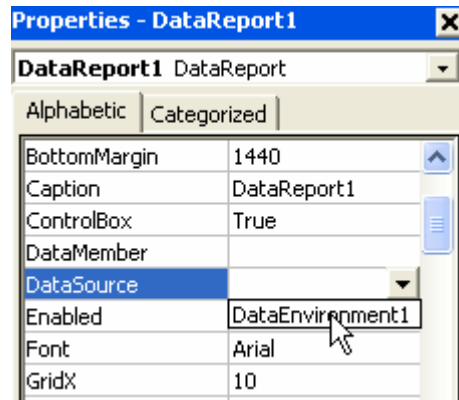 Properties - DataReport1
DataReport1 DataReport
Alphabetic Categorized
BottomMargin 1440
Caption DataReport1
ControlBox True
DataMember
DataSource
Enabled DataEnvironment1
Font Arial
GridX 10